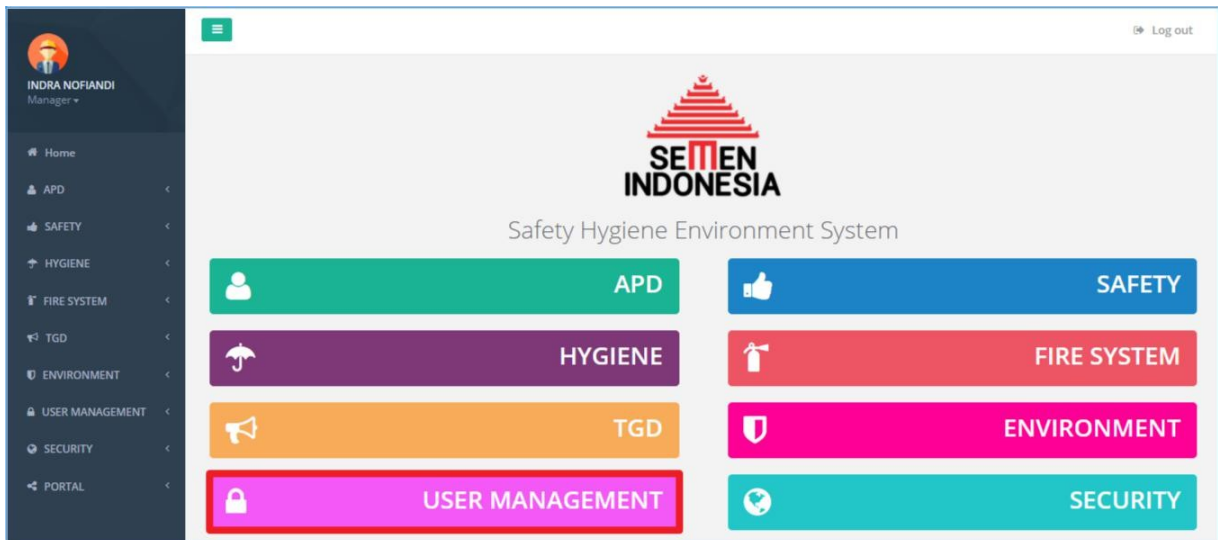 INDRA NOFIANDI
Manager
Home
APD
SAFETY
HYGIENE
FIRE SYSTEM
TGD
ENVIRONMENT
USER MANAGEMENT
SECURITY
PORTAL
Log out
SEMEN
INDONESIA
Safety Hygiene Environment System
APD
SAFETY
HYGIENE
FIRE SYSTEM
TGD
ENVIRONMENT
USER MANAGEMENT
SECURITY